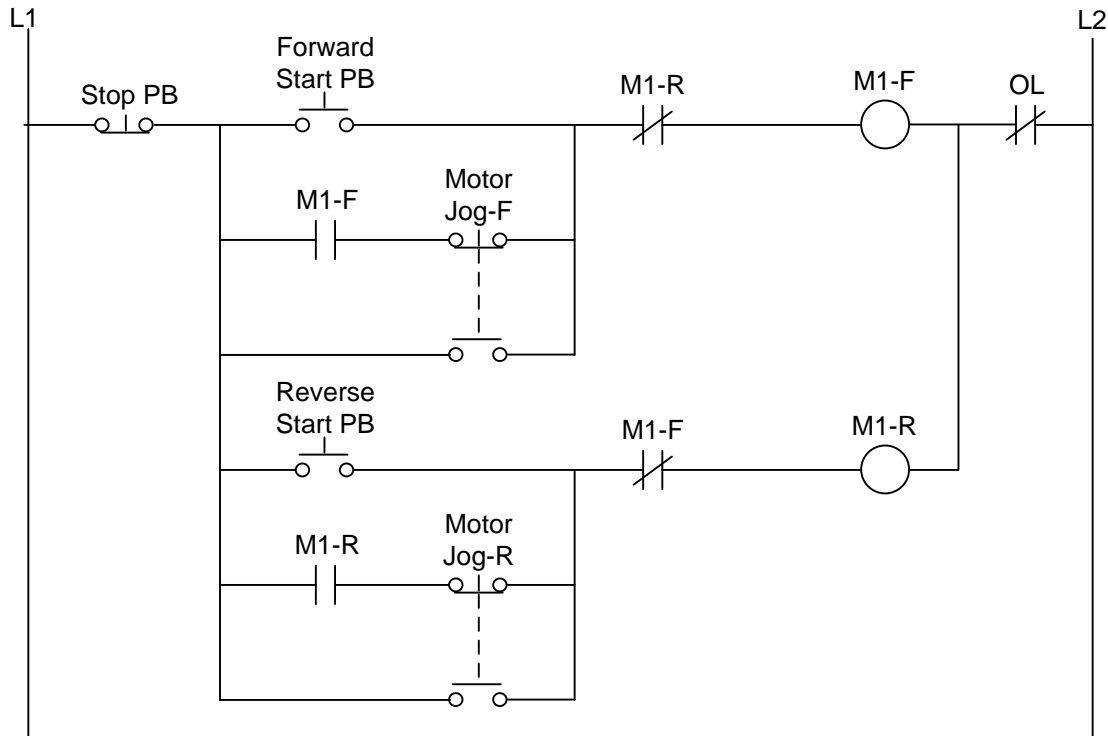 L1
L2
Forward
Start PB
Stop PB
M1-R
M1-F
OL
M1-F
Motor
Jog-F
Reverse
Start PB
M1-F
M1-R
M1-R
Motor
Jog-R